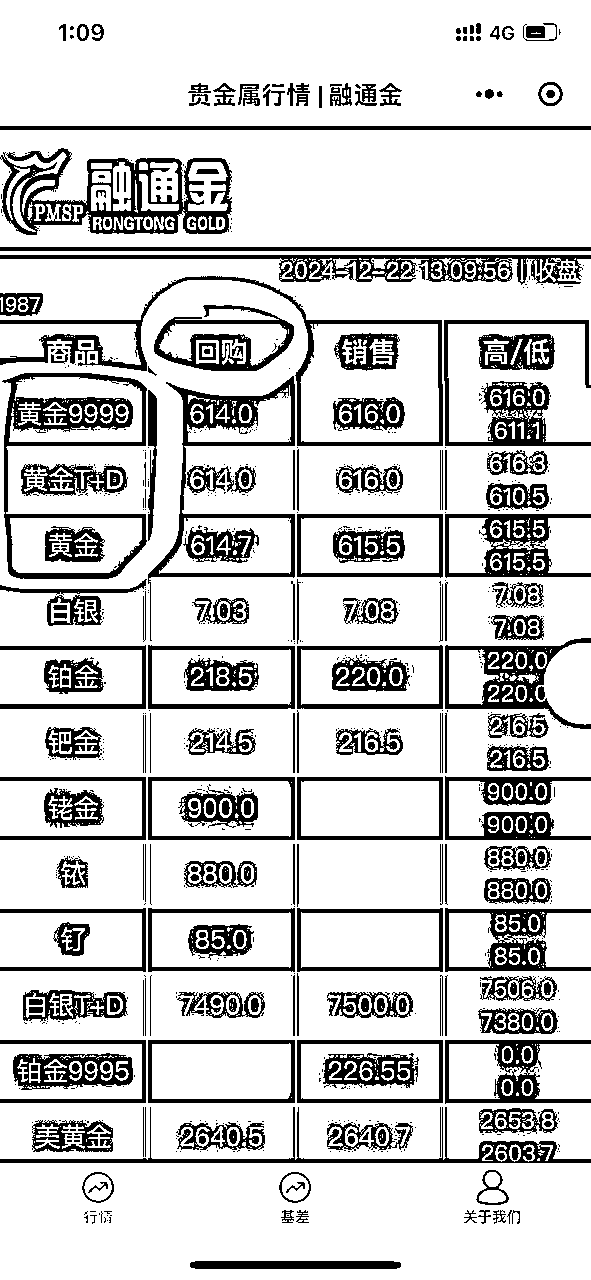 1:09 4G
贵金属行情 | 融通金
融通金
PMSP RONGTONG GOLD
2024-12-22 13:09:56 || 收盘
1987
商品 回购 销售 高/低
黄金9999 614.0 616.0 616.0
611.1
黄金T+D 614.0 616.0 616.3
610.5
黄金 614.7 615.5 615.5
615.5
白银 7.03 7.08 7.08
7.08
铂金 218.5 220.0 220.0
220.0
钯金 214.5 216.5 216.5
216.5
铑金 900.0 900.0
900.0
铱 880.0 880.0
880.0
钌 85.0 85.0
85.0
白银T+D 7490.0 7500.0 7506.0
7380.0
铂金9995 226.55 0.0
0.0
美黄金 2640.5 2640.7 2653.8
2603.7
行情 基差 关于我们